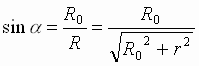 sin α = R₀/R = R₀/√(R₀² + r²)